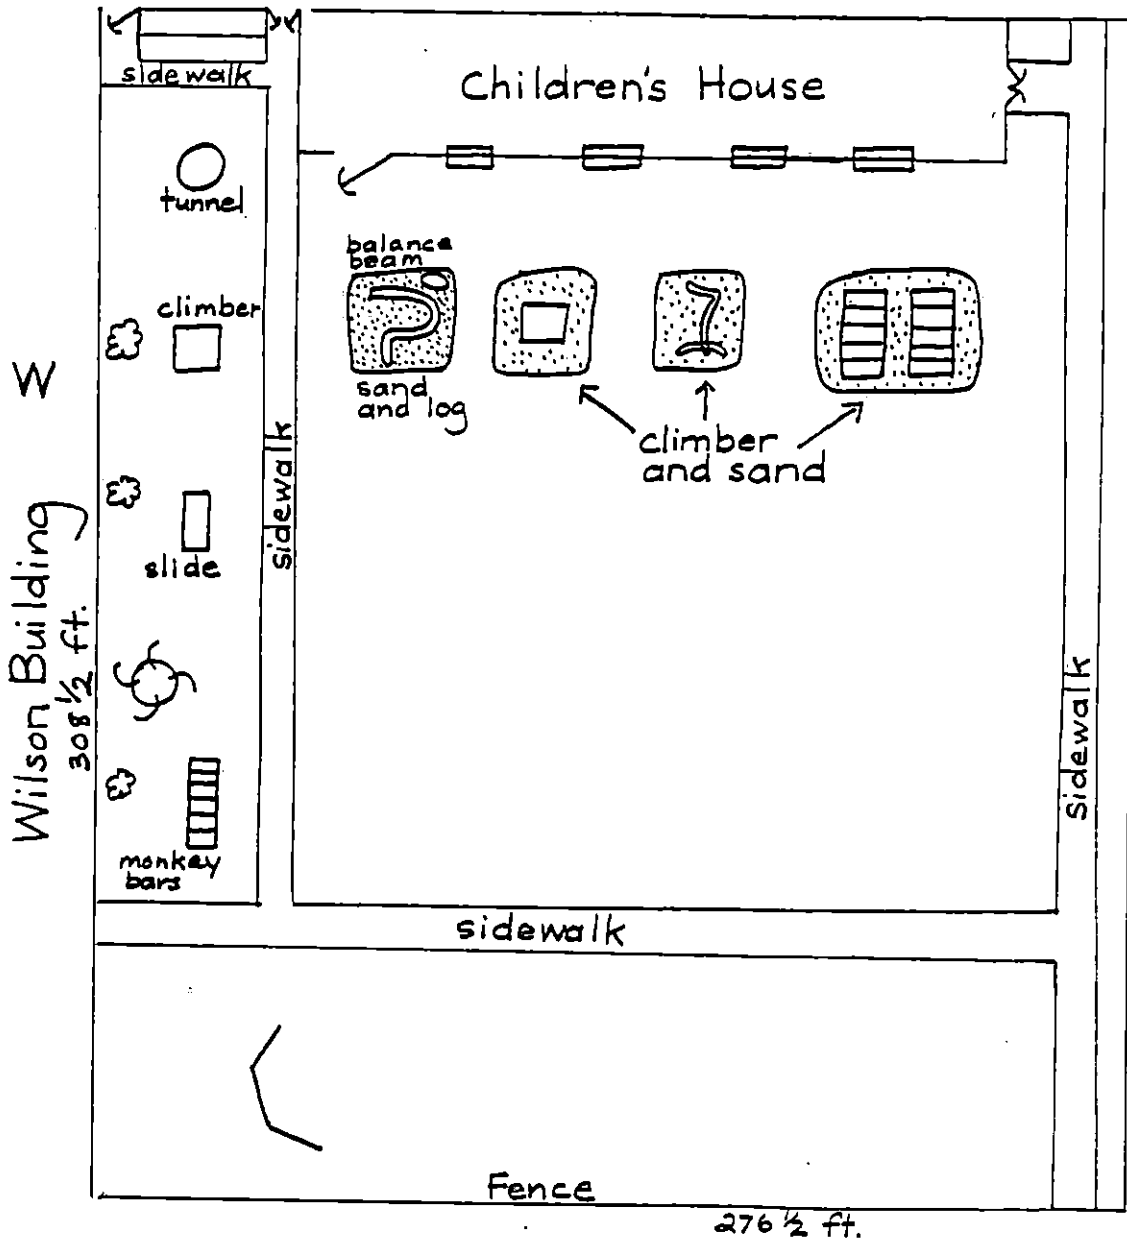 sidewalk
Children's House
tunnel
balance
beam
climber
sand
and log
climber
and sand
W
Wilson Building
308 1/2 ft.
sidewalk
slide
sidewalk
monkey
bars
sidewalk
Fence
276 1/2 ft.